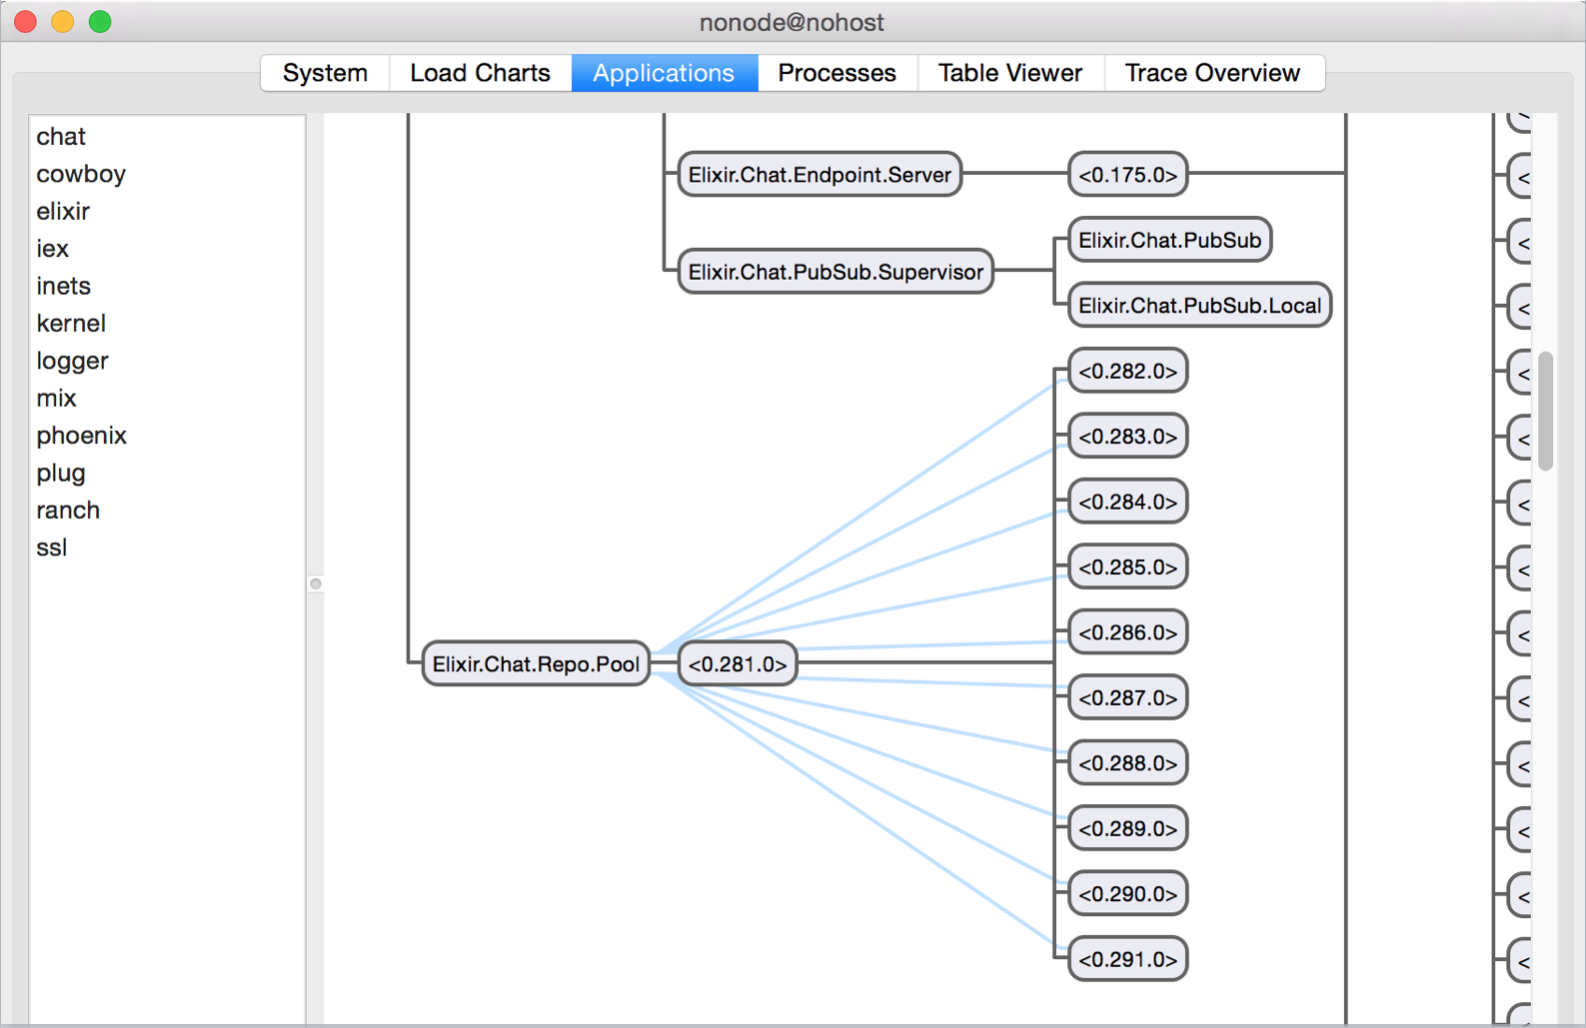 nonode@nohost
System Load Charts Applications Processes Table Viewer Trace Overview
chat
cowboy
elixir
iex
inets
kernel
logger
mix
phoenix
plug
ranch
ssl
Elixir.Chat.Endpoint.Server
<0.175.0>
Elixir.Chat.PubSub.Supervisor
Elixir.Chat.PubSub
Elixir.Chat.PubSub.Local
Elixir.Chat.Repo.Pool
<0.281.0>
<0.282.0>
<0.283.0>
<0.284.0>
<0.285.0>
<0.286.0>
<0.287.0>
<0.288.0>
<0.289.0>
<0.290.0>
<0.291.0>